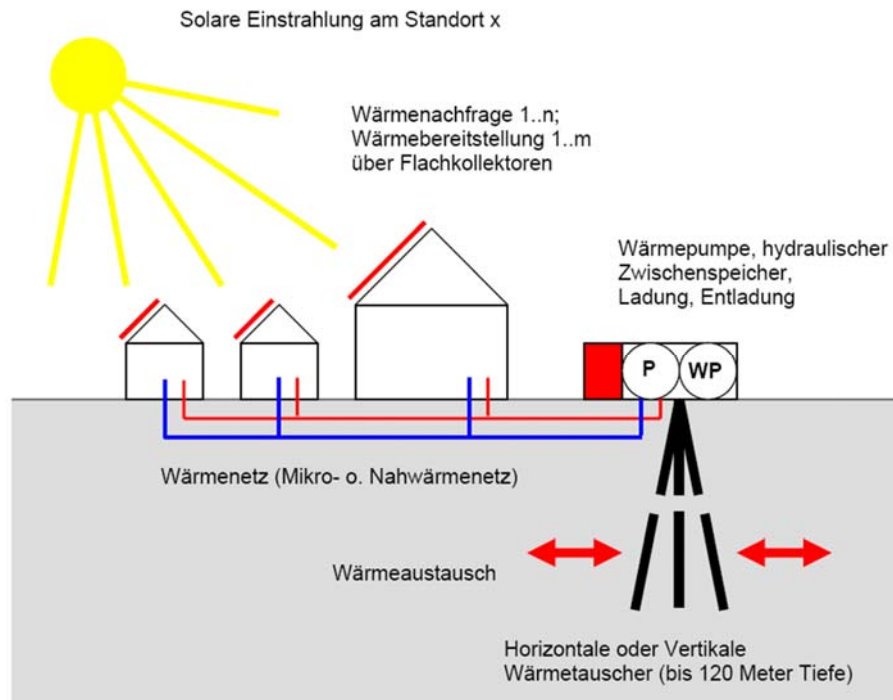 Solare Einstrahlung am Standort x
Wärmenachfrage 1..n;
Wärmebereitstellung 1..m
über Flachkollektoren
Wärmepumpe, hydraulischer
Zwischenspeicher,
Ladung, Entladung
P
WP
Wärmenetz (Mikro- o. Nahwärmenetz)
Wärmeaustausch
Horizontale oder Vertikale
Wärmetauscher (bis 120 Meter Tiefe)